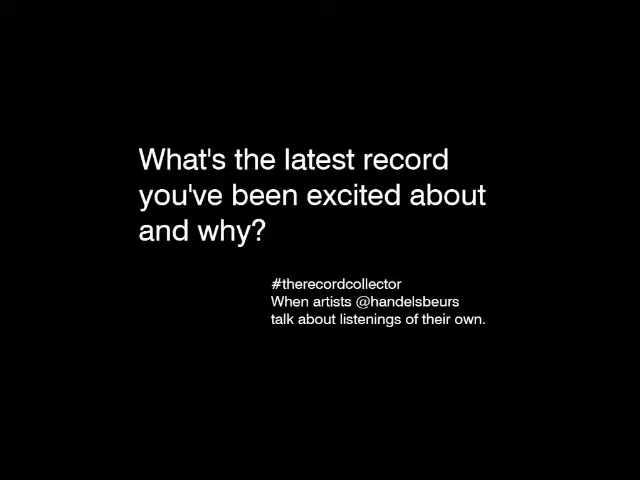 What's the latest record
you've been excited about
and why?
#therecordcollector
When artists @handelsbeurs
talk about listenings of their own.